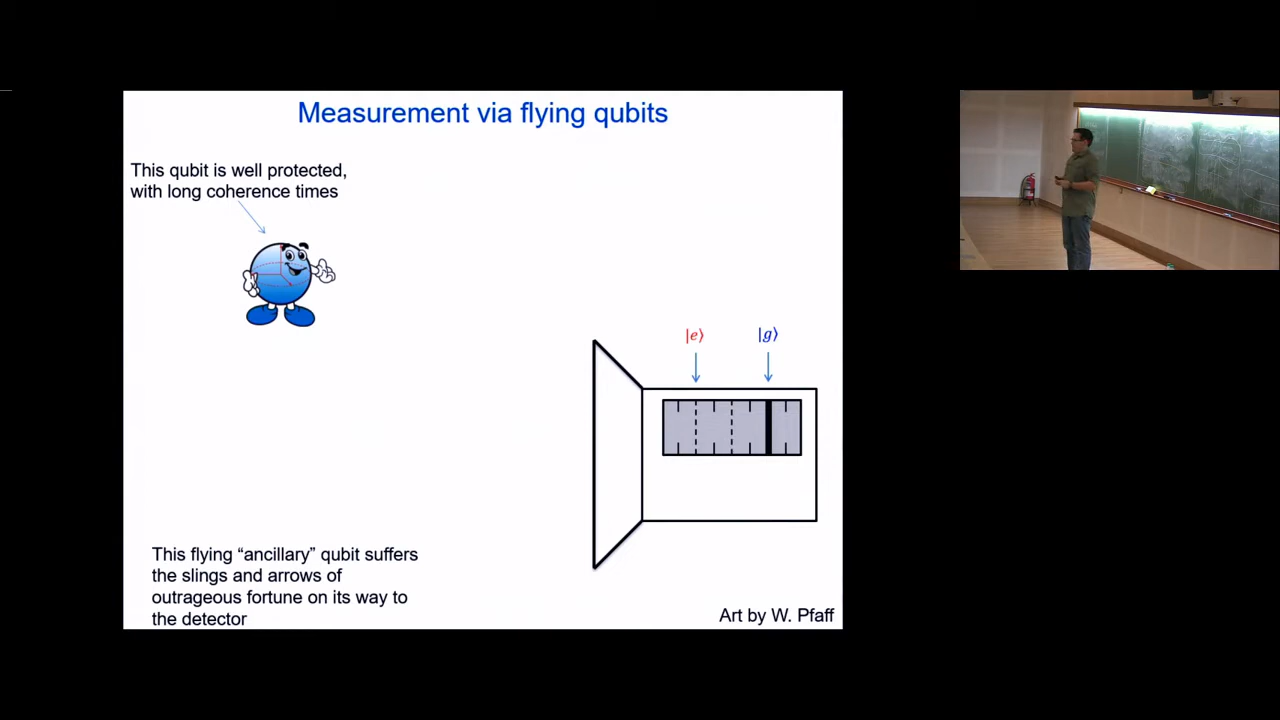 Measurement via flying qubits
This qubit is well protected,
with long coherence times
|e⟩
|g⟩
This flying “ancillary” qubit suffers
the slings and arrows of
outrageous fortune on its way to
the detector
Art by W. Pfaff